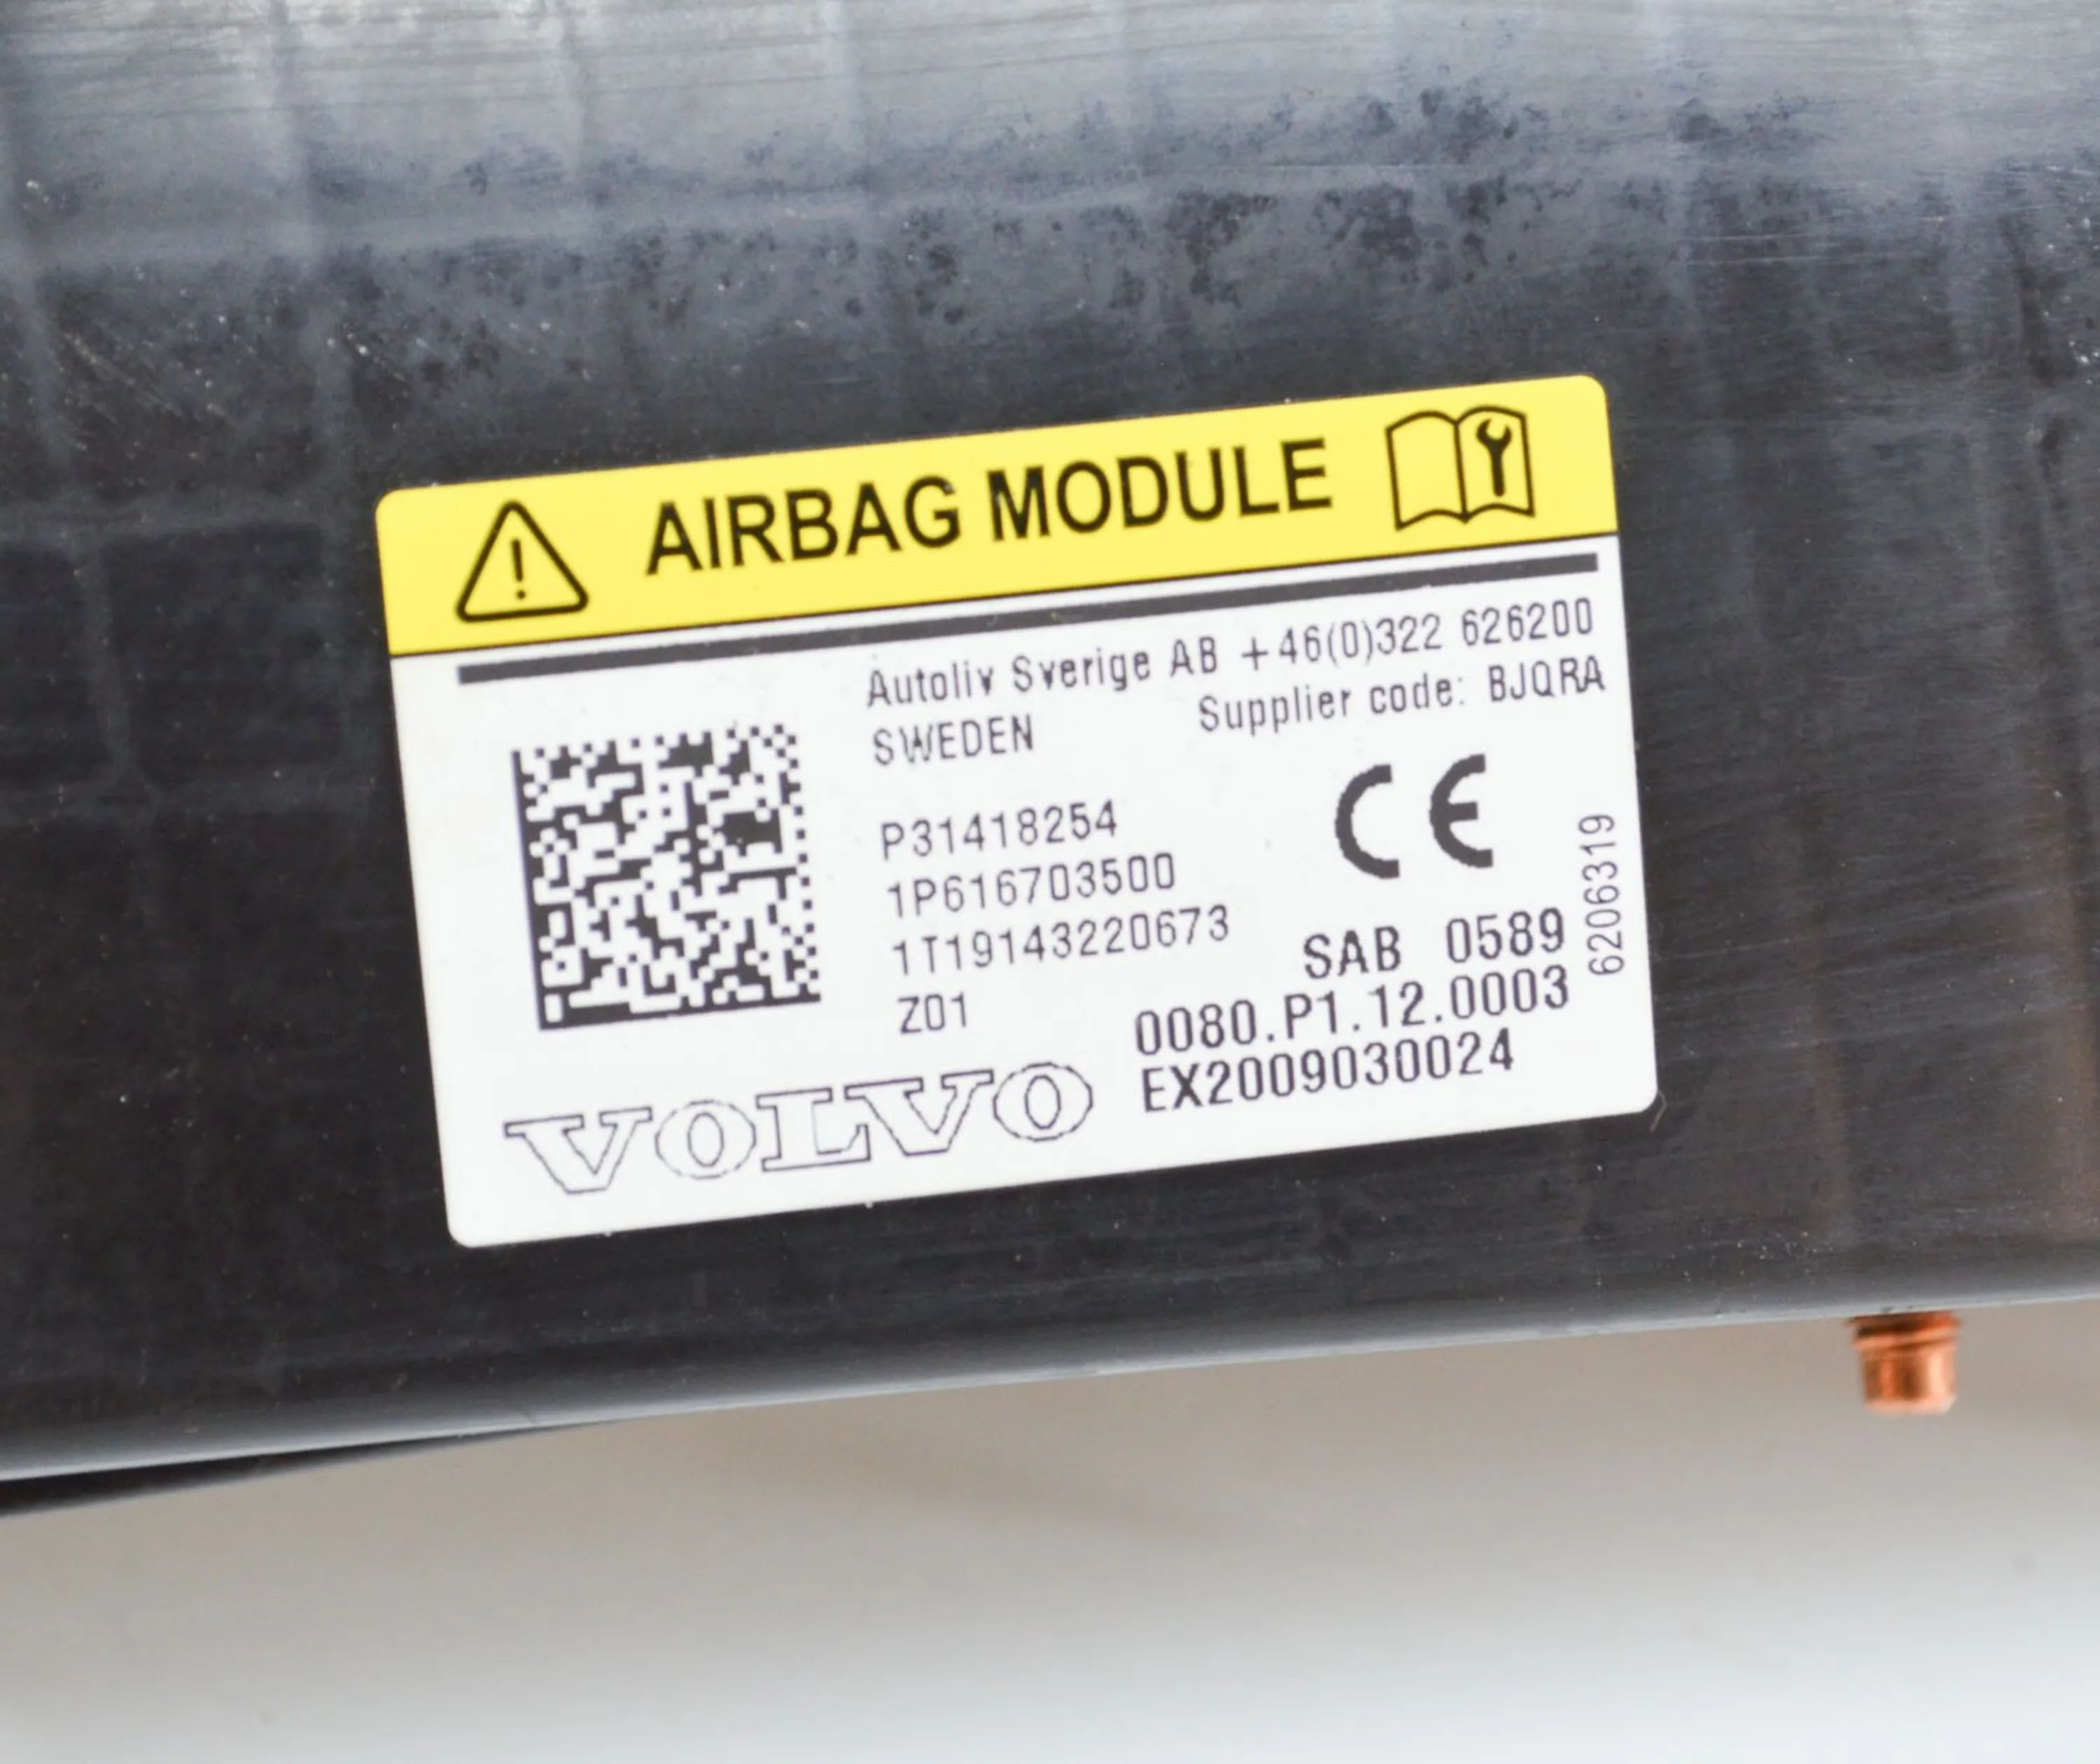 AIRBAG MODULE
Autoliv Sverige AB +46(0)322 626200
SWEDEN Supplier code: BJQRA
P31418254
1P616703500
1T19143220673
Z01
CE
SAB 0589
0080.P1.12.0003
EX2009030024
6206319
VOLVO